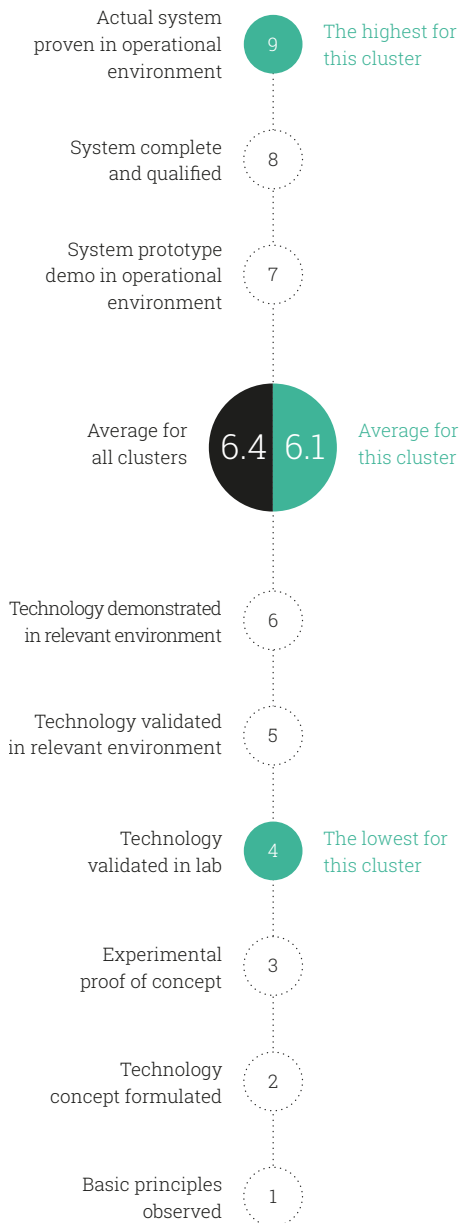 Actual system
proven in operational
environment
9
The highest for
this cluster
System complete
and qualified
8
System prototype
demo in operational
environment
7
Average for
all clusters
6.4
6.1
Average for
this cluster
Technology demonstrated
in relevant environment
6
Technology validated
in relevant environment
5
Technology
validated in lab
4
The lowest for
this cluster
Experimental
proof of concept
3
Technology
concept formulated
2
Basic principles
observed
1